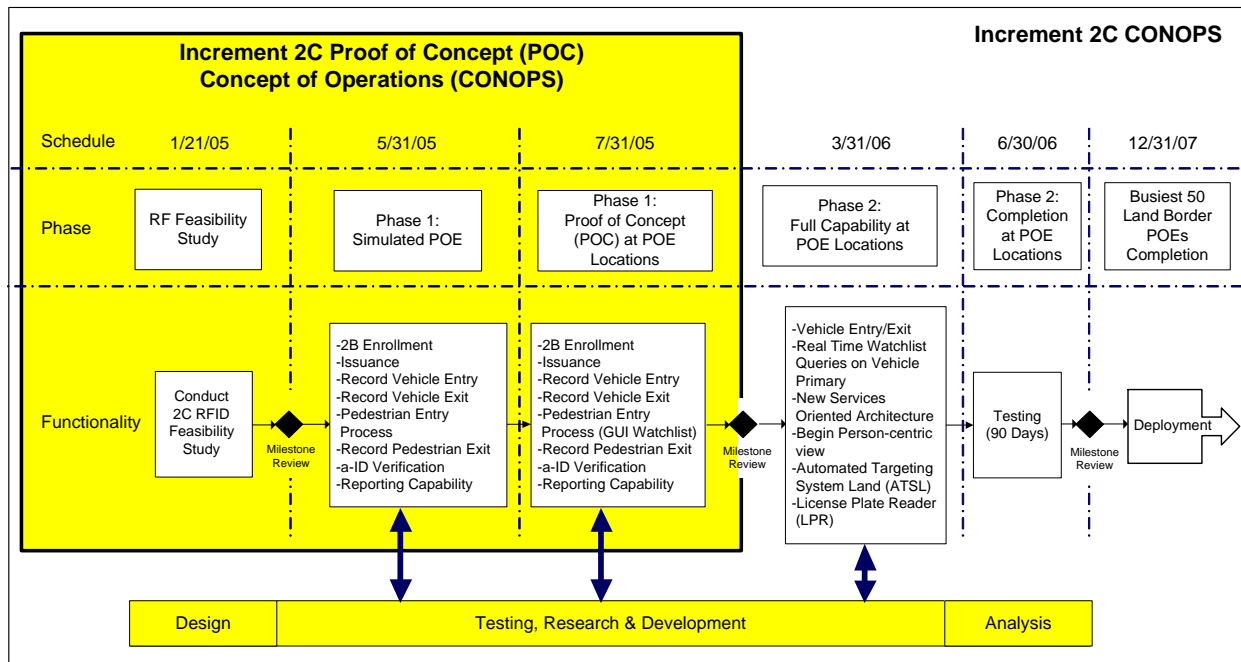 Increment 2C Proof of Concept (POC)
Concept of Operations (CONOPS)
Increment 2C CONOPS
Schedule
1/21/05
5/31/05
7/31/05
3/31/06
6/30/06
12/31/07
Phase
RF Feasibility
Study
Phase 1:
Simulated POE
Phase 1:
Proof of Concept
(POC) at POE
Locations
Phase 2:
Full Capability at
POE Locations
Phase 2:
Completion
at POE
Locations
Busiest 50
Land Border
POEs
Completion
Functionality
Conduct
2C RFID
Feasibility
Study
Milestone
Review
-2B Enrollment
-Issuance
-Record Vehicle Entry
-Record Vehicle Exit
-Pedestrian Entry
Process
-Record Pedestrian Exit
-a-ID Verification
-Reporting Capability
-2B Enrollment
-Issuance
-Record Vehicle Entry
-Record Vehicle Exit
-Pedestrian Entry
Process (GUI Watchlist)
-Record Pedestrian Exit
-a-ID Verification
-Reporting Capability
Milestone
Review
-Vehicle Entry/Exit
-Real Time Watchlist
Queries on Vehicle
Primary
-New Services
Oriented Architecture
-Begin Person-centric
view
-Automated Targeting
System Land (ATSL)
-License Plate Reader
(LPR)
Testing
(90 Days)
Milestone
Review
Deployment
Design
Testing, Research & Development
Analysis